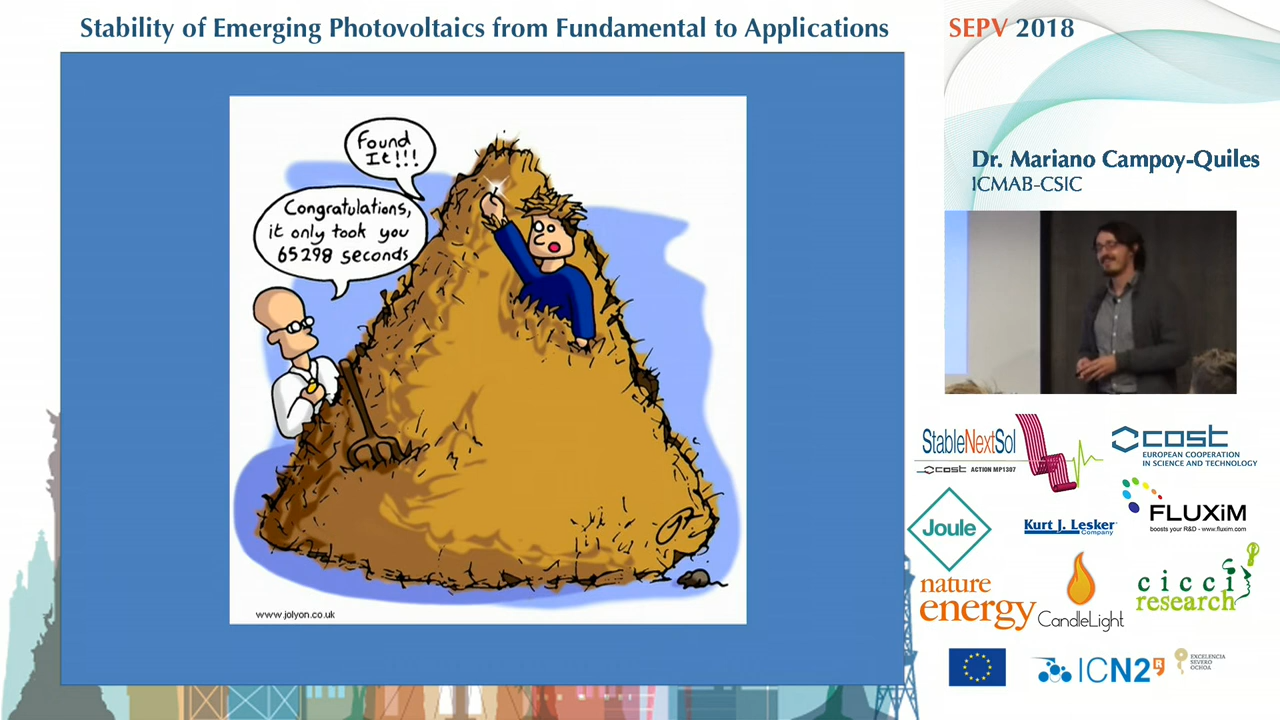 Stability of Emerging Photovoltaics from Fundamental to Applications
SEPV 2018
Found
It!!!
Congratulations,
it only took you
65298 seconds
www.jolyon.co.uk
Dr. Mariano Campoy-Quiles
ICMAB-CSIC
StableNextSol
cost ACTION MP1307
cost
EUROPEAN COOPERATION
IN SCIENCE AND TECHNOLOGY
Joule
Kurt J. Lesker
Company
FLUXiM
boosts your R&D - www.fluxim.com
nature
energy
CandleLight
cicci
research
ICN2
EXCELENCIA
SEVERO
OCHOA